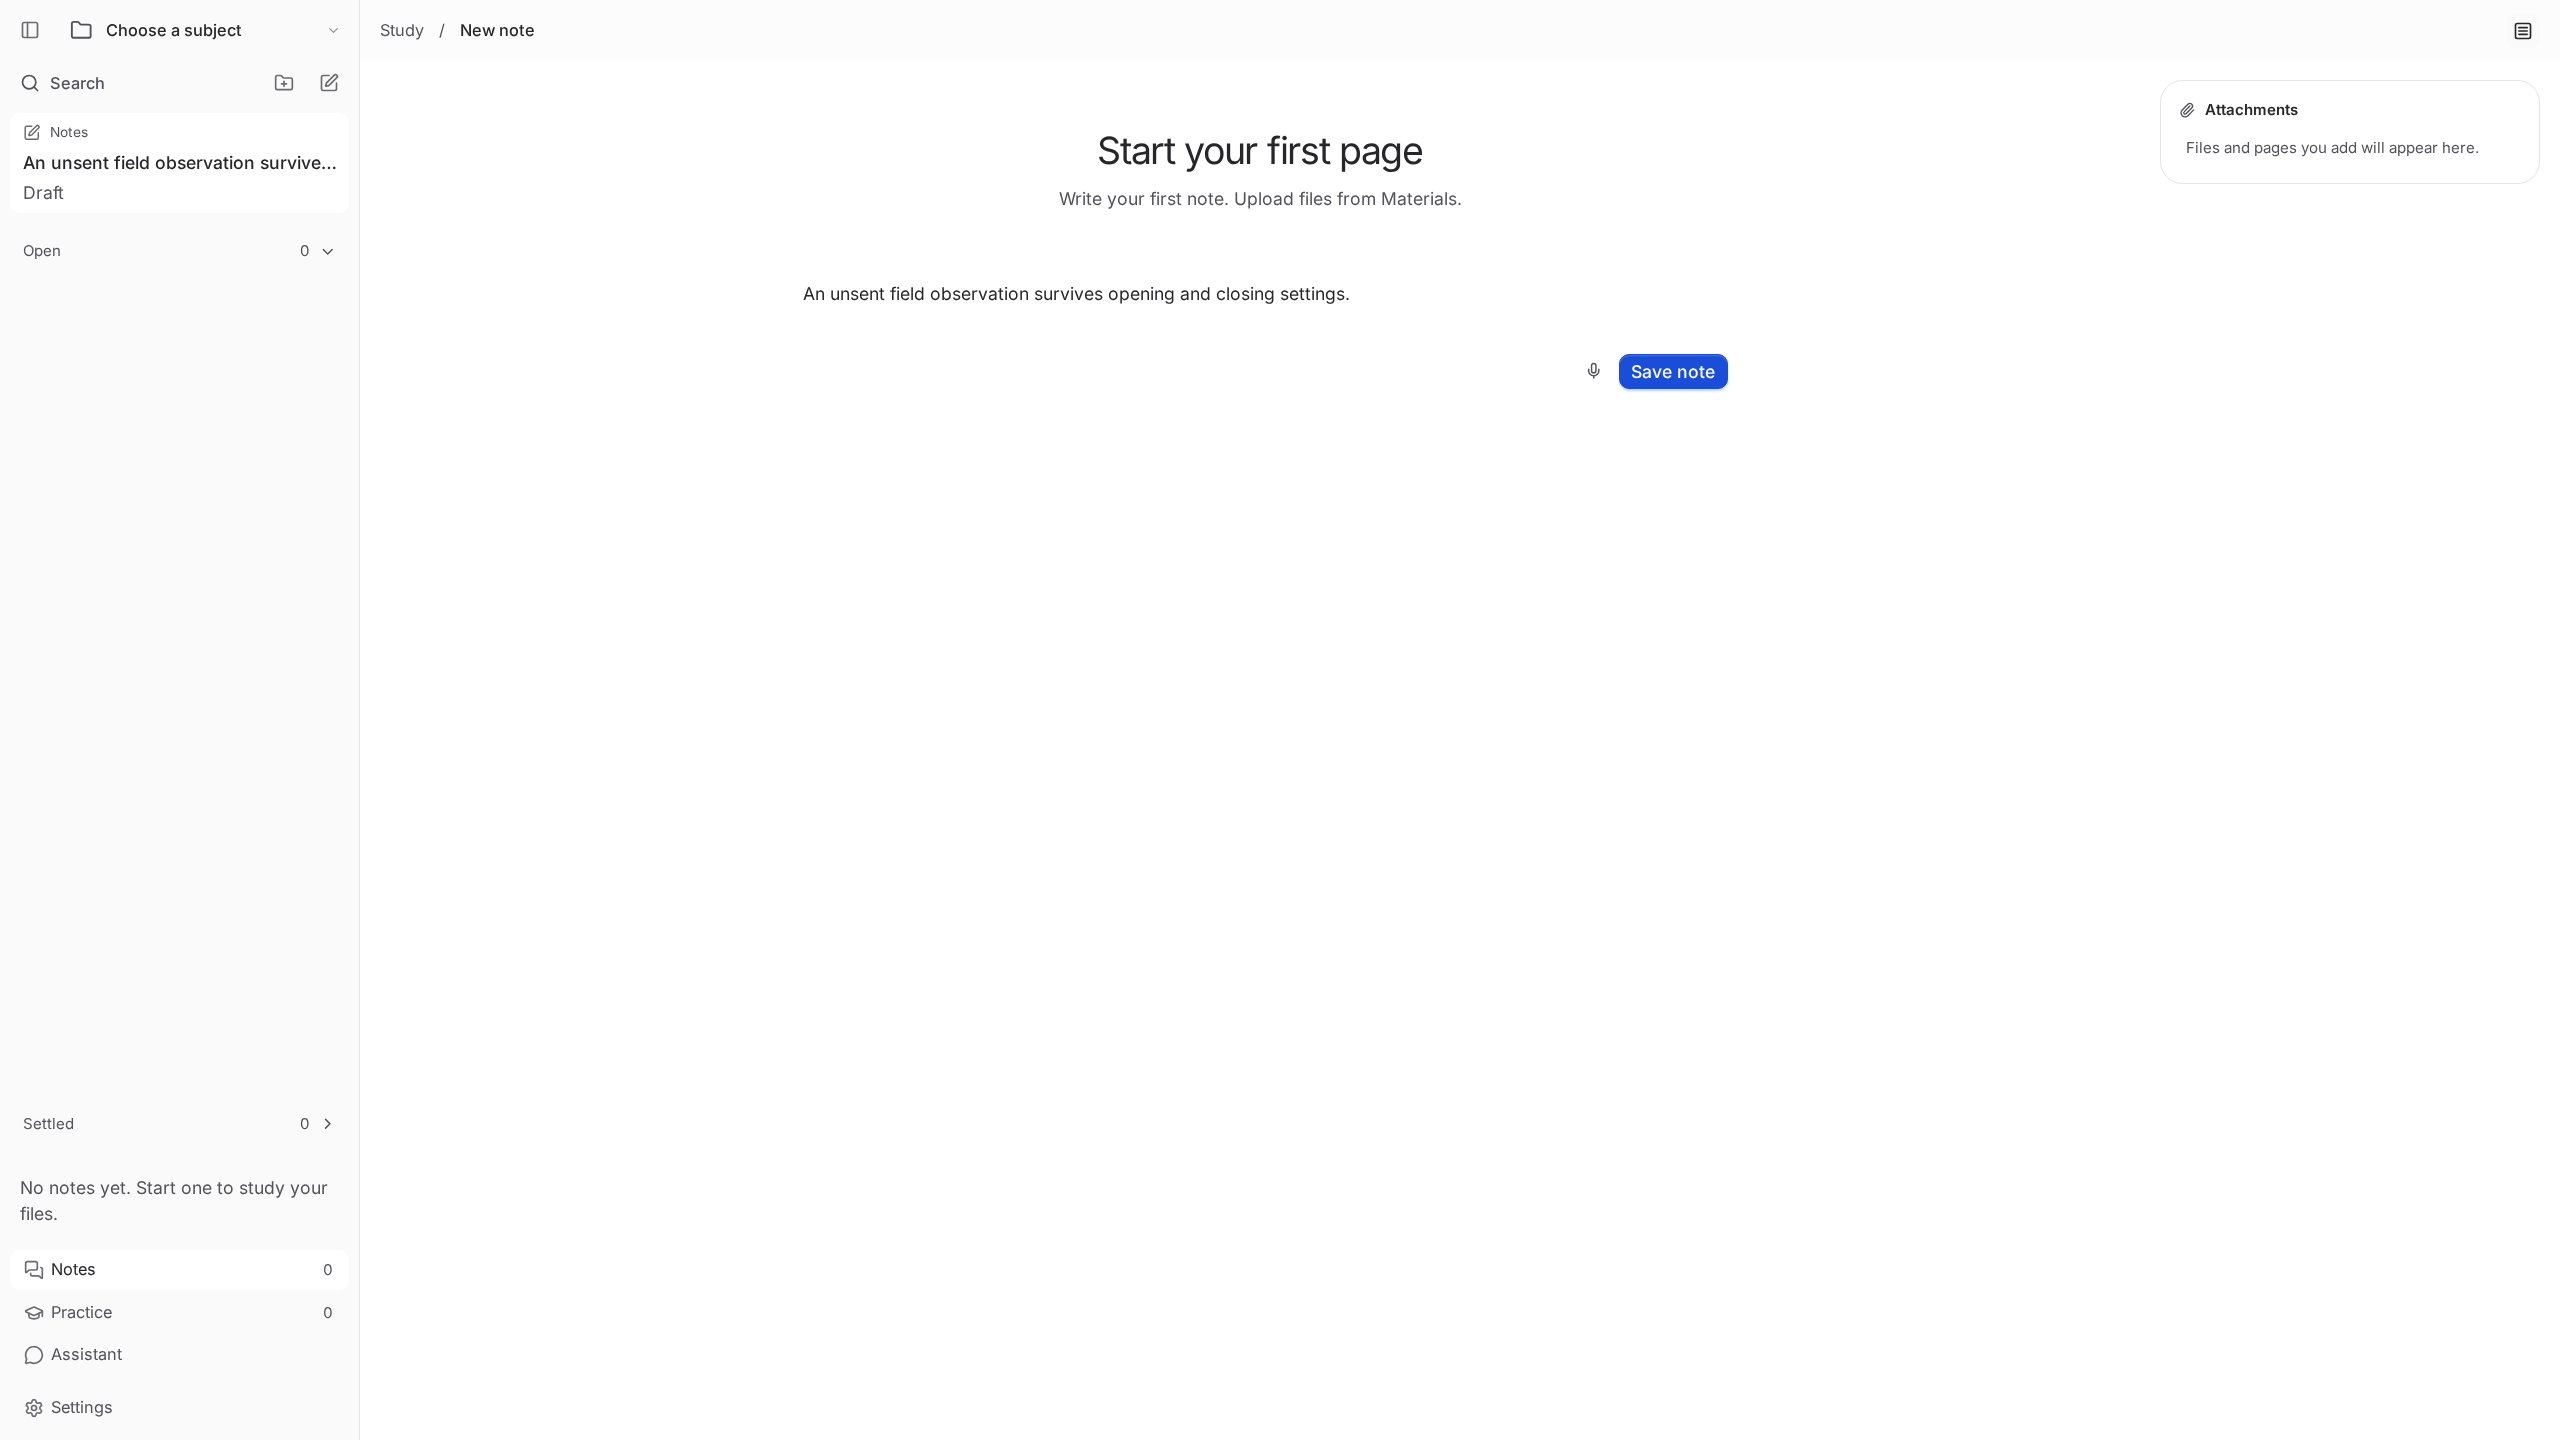 Choose a subject
Search
Notes
An unsent field observation survive...
Draft
Open 0
Settled 0
No notes yet. Start one to study your
files.
Notes 0
Practice 0
Assistant
Settings
Study / New note
Start your first page
Write your first note. Upload files from Materials.
An unsent field observation survives opening and closing settings.
Save note
Attachments
Files and pages you add will appear here.